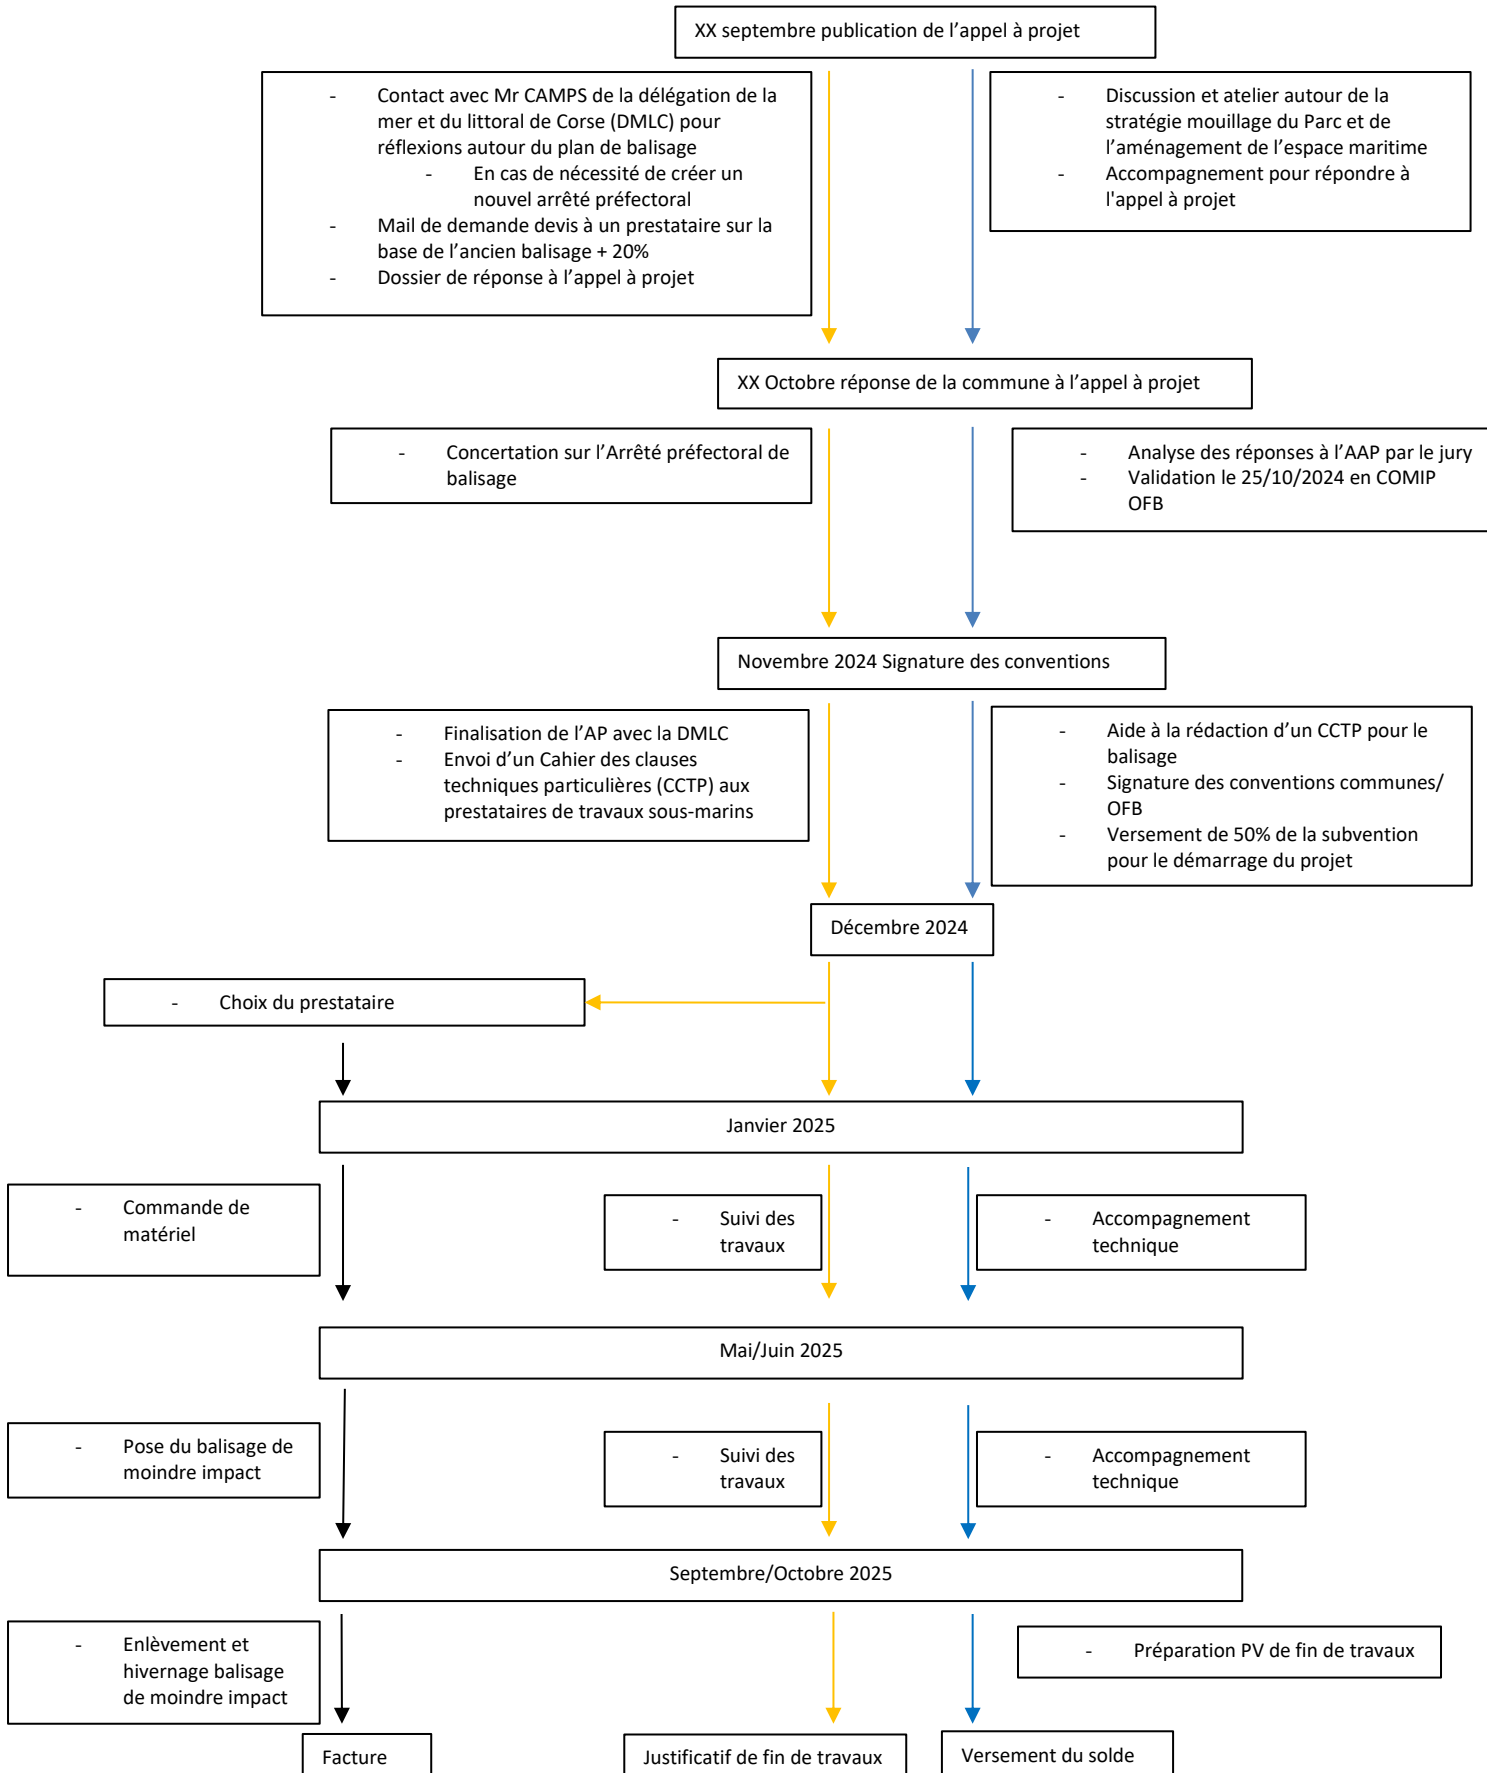 XX septembre publication de l’appel à projet
- Contact avec Mr CAMPS de la délégation de la
mer et du littoral de Corse (DMLC) pour
réflexions autour du plan de balisage
- En cas de nécessité de créer un
nouvel arrêté préfectoral
- Mail de demande devis à un prestataire sur la
base de l’ancien balisage + 20%
- Dossier de réponse à l’appel à projet
- Discussion et atelier autour de la
stratégie mouillage du Parc et de
l’aménagement de l’espace maritime
- Accompagnement pour répondre à
l'appel à projet
XX Octobre réponse de la commune à l’appel à projet
- Concertation sur l’Arrêté préfectoral de
balisage
- Analyse des réponses à l’AAP par le jury
- Validation le 25/10/2024 en COMIP
OFB
Novembre 2024 Signature des conventions
- Finalisation de l’AP avec la DMLC
- Envoi d’un Cahier des clauses
techniques particulières (CCTP) aux
prestataires de travaux sous-marins
- Aide à la rédaction d’un CCTP pour le
balisage
- Signature des conventions communes/
OFB
- Versement de 50% de la subvention
pour le démarrage du projet
Décembre 2024
- Choix du prestataire
Janvier 2025
- Commande de
matériel
- Suivi des
travaux
- Accompagnement
technique
Mai/Juin 2025
- Pose du balisage de
moindre impact
- Suivi des
travaux
- Accompagnement
technique
Septembre/Octobre 2025
- Enlèvement et
hivernage balisage
de moindre impact
- Préparation PV de fin de travaux
Facture
Justificatif de fin de travaux
Versement du solde